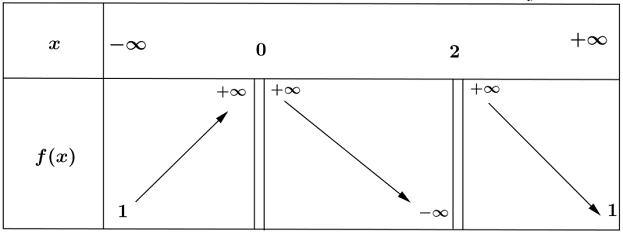 x −∞ 0 2 +∞
+∞ +∞ +∞
f(x)
1 −∞ 1